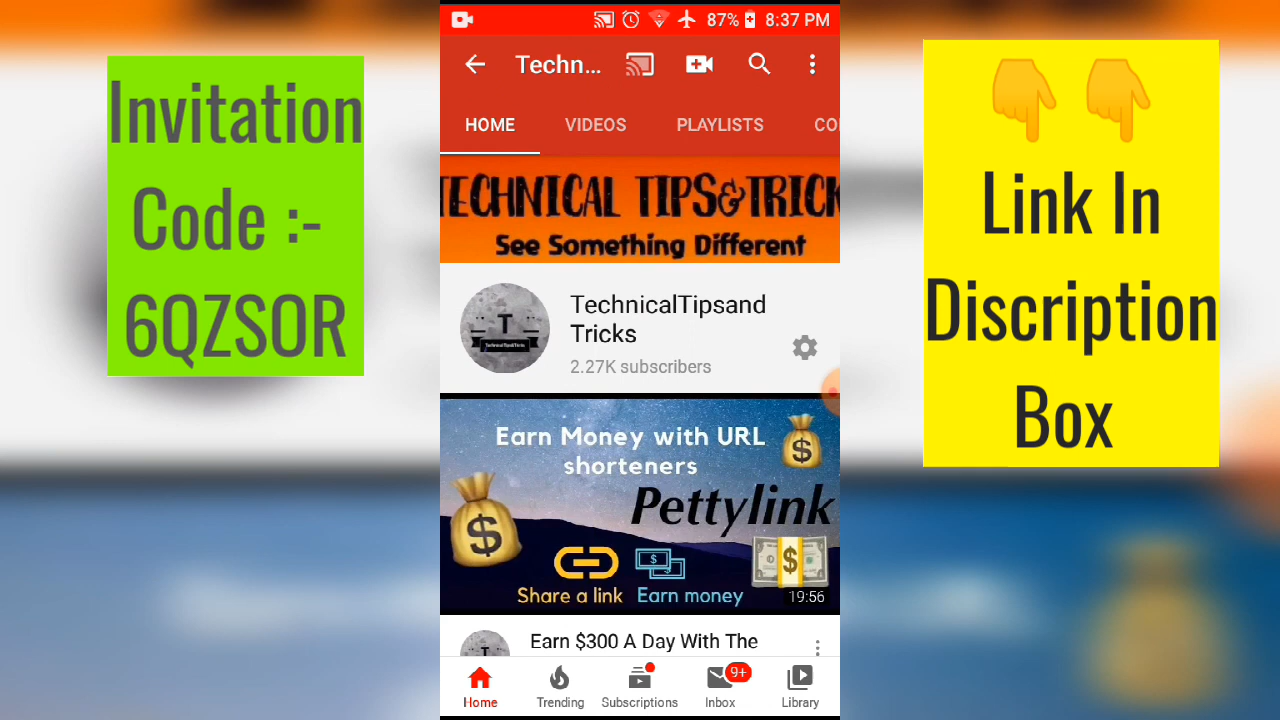 Invitation
Code :-
6QZSOR
87% 8:37 PM
Techn...
HOME VIDEOS PLAYLISTS CO
TECHNICAL TIPS&TRICK
See Something Different
T
TechnicalTipsand
Tricks
2.27K subscribers
Earn Money with URL
shorteners
Pettylink
Share a link Earn money
19:56
Earn $300 A Day With The
Home Trending Subscriptions Inbox 9+ Library
Link In
Discription
Box